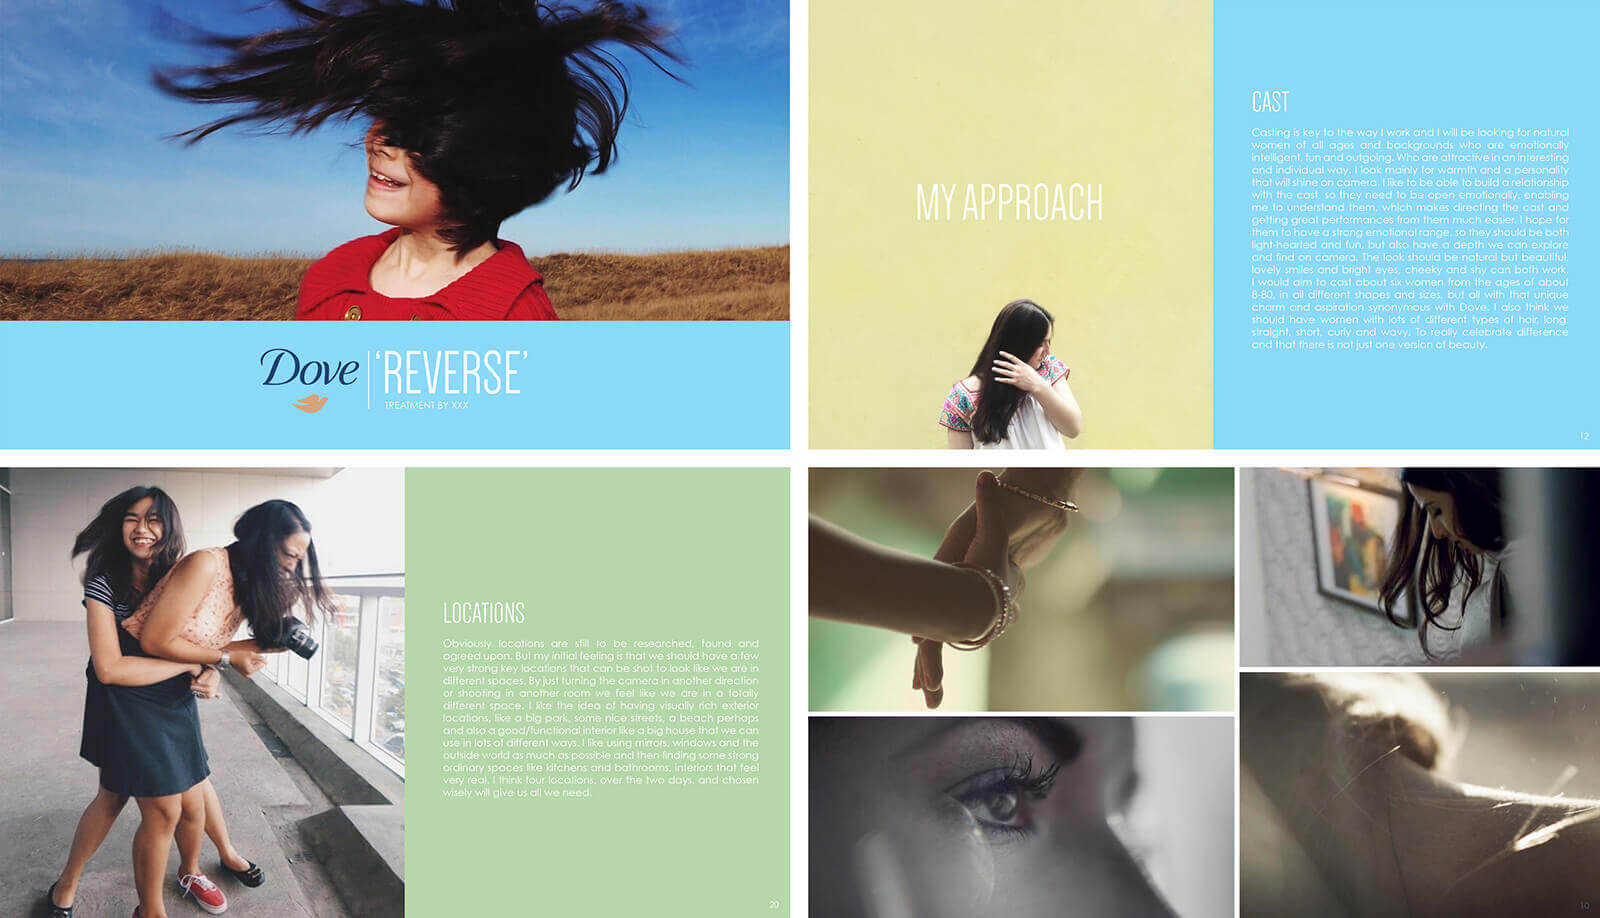 Dove
'REVERSE'
TREATMENT BY XXX
MY APPROACH
CAST
Casting is key to the way I work and I will be looking for natural
women of all ages and backgrounds who are emotionally
intelligent, fun and outgoing. Who are attractive in an interesting
and individual way. I look mainly for warmth and a personality
that will shine on camera. I like to be able to build a relationship
with the cast, so they need to be open emotionally, enabling
me to understand them, which makes directing the cast and
getting great performances from them much easier. I hope for
them to have a strong emotional range, so they should be both
light-hearted and fun, but also have a depth we can explore
and find on camera. The look should be natural but beautiful,
lovely smiles and bright eyes, cheeky and shy can both work.
I would aim to cast about six women from the ages of about
8-80, in all different shapes and sizes, but all with that unique
charm and aspiration synonymous with Dove. I also think we
should have women with lots of different types of hair, long,
straight, short, curly and wavy. To really celebrate difference
and that there is not just one version of beauty.
12
LOCATIONS
Obviously locations are still to be researched, found and
agreed upon. But my initial feeling is that we should have a few
very strong key locations that can be shot to look like we are in
different spaces. By just turning the camera in another direction
or shooting in another room we feel like we are in a totally
different space. I like the idea of having visually rich exterior
locations, like a big park, some nice streets, a beach perhaps
and also a good/functional interior like a big house that we can
use in lots of different ways. I like using mirrors, windows and the
outside world as much as possible and then finding some strong
ordinary spaces like kitchens and bathrooms, interiors that feel
very real. I think four locations, over the two days, and chosen
wisely will give us all we need.
20
10